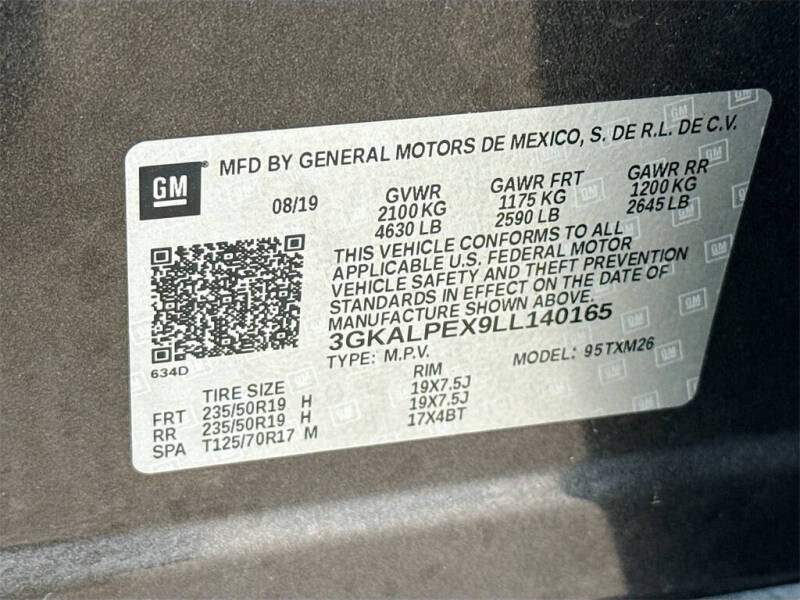 GM® MFD BY GENERAL MOTORS DE MEXICO, S. DE R.L. DE C.V.
08/19 GVWR GAWR FRT GAWR RR
2100 KG 1175 KG 1200 KG
4630 LB 2590 LB 2645 LB
THIS VEHICLE CONFORMS TO ALL
APPLICABLE U.S. FEDERAL MOTOR
VEHICLE SAFETY AND THEFT PREVENTION
STANDARDS IN EFFECT ON THE DATE OF
MANUFACTURE SHOWN ABOVE.
3GKALPEX9LL140165
634D
TYPE: M.P.V. MODEL: 95TXM26
TIRE SIZE RIM
FRT 235/50R19 H 19X7.5J
RR 235/50R19 H 19X7.5J
SPA T125/70R17 M 17X4BT